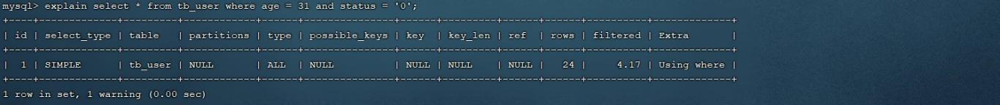 mysql> explain select * from tb_user where age = 31 and status = '0';
+----+-------------+---------+------------+------+---------------+------+---------+------+------+----------+-------------+
| id | select_type | table   | partitions | type | possible_keys | key  | key_len | ref  | rows | filtered | Extra       |
+----+-------------+---------+------------+------+---------------+------+---------+------+------+----------+-------------+
|  1 | SIMPLE      | tb_user | NULL       | ALL  | NULL          | NULL | NULL    | NULL |   24 |     4.17 | Using where |
+----+-------------+---------+------------+------+---------------+------+---------+------+------+----------+-------------+
1 row in set, 1 warning (0.00 sec)